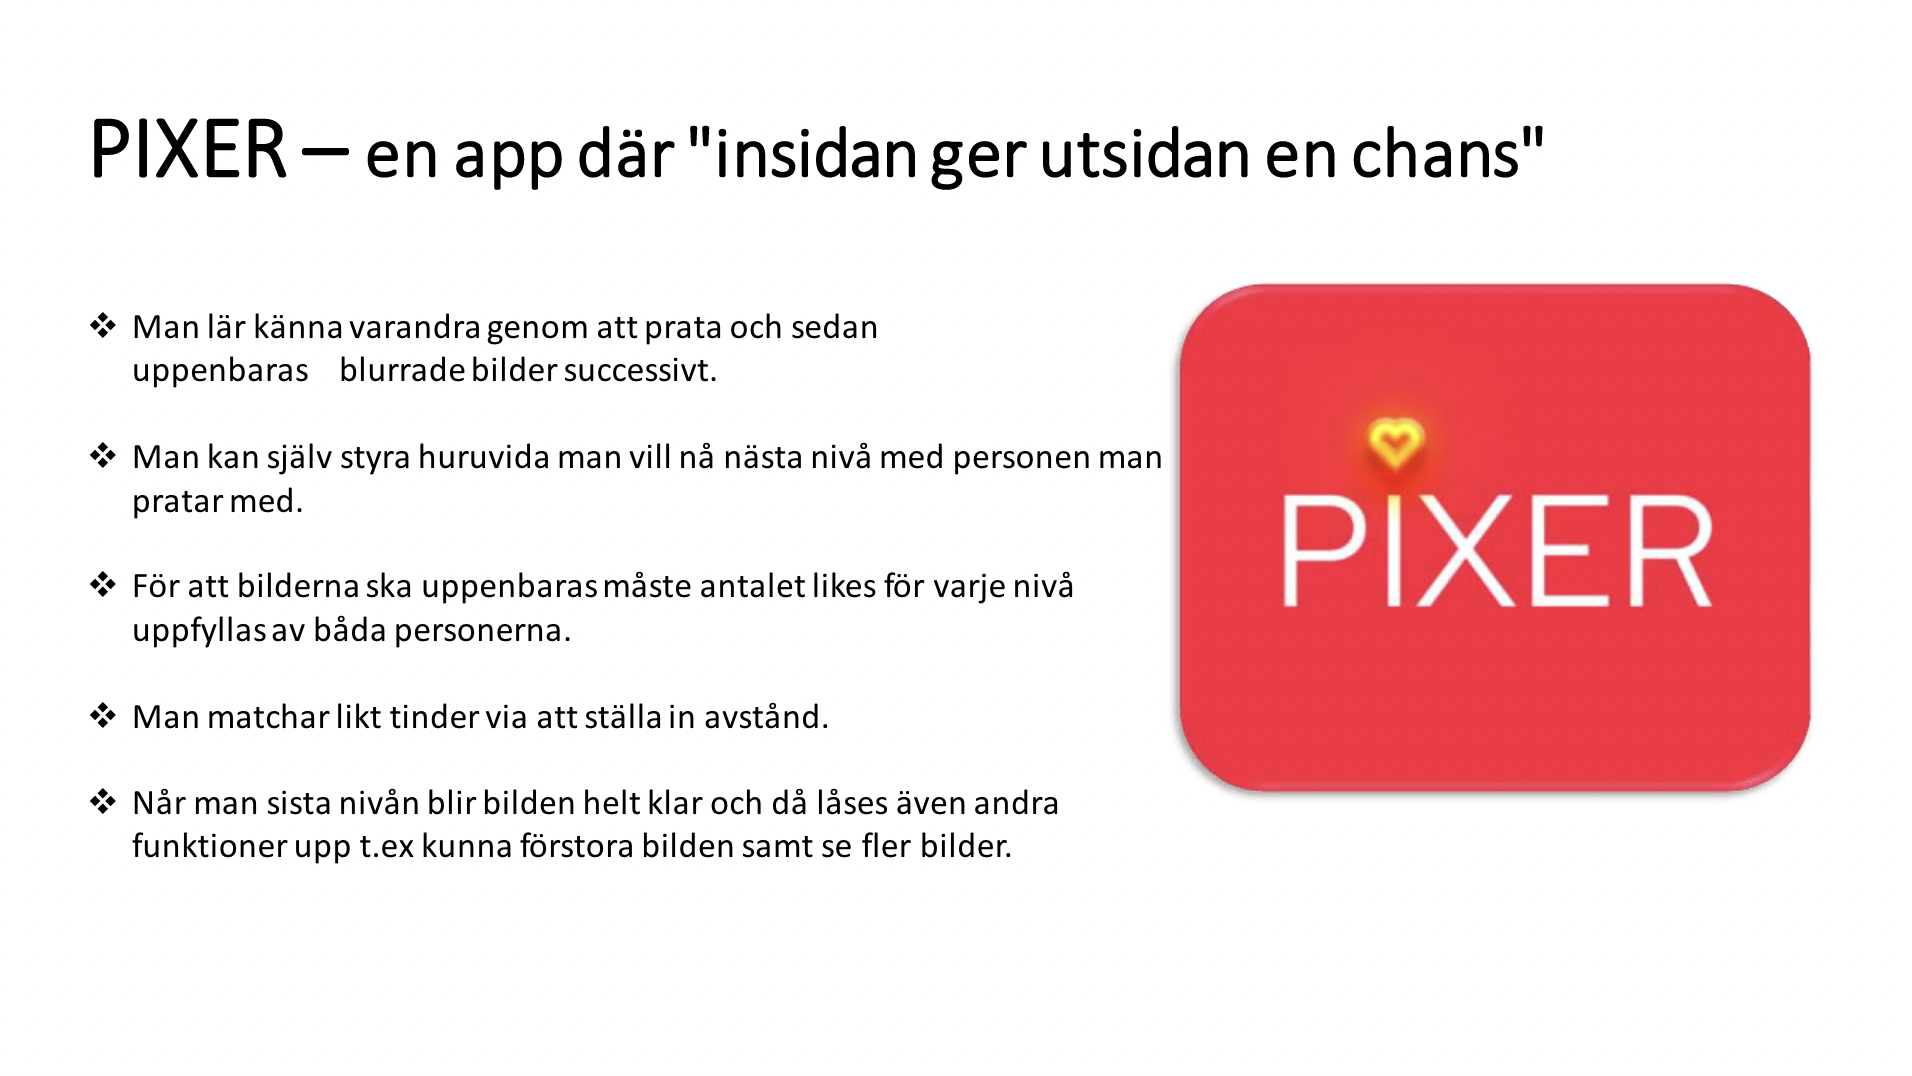 PIXER – en app där "insidan ger utsidan en chans"
❖ Man lär känna varandra genom att prata och sedan
uppenbaras blurrade bilder successivt.
❖ Man kan själv styra huruvida man vill nå nästa nivå med personen man
pratar med.
❖ För att bilderna ska uppenbaras måste antalet likes för varje nivå
uppfyllas av båda personerna.
❖ Man matchar likt tinder via att ställa in avstånd.
❖ Når man sista nivån blir bilden helt klar och då låses även andra
funktioner upp t.ex kunna förstora bilden samt se fler bilder.
PIXER